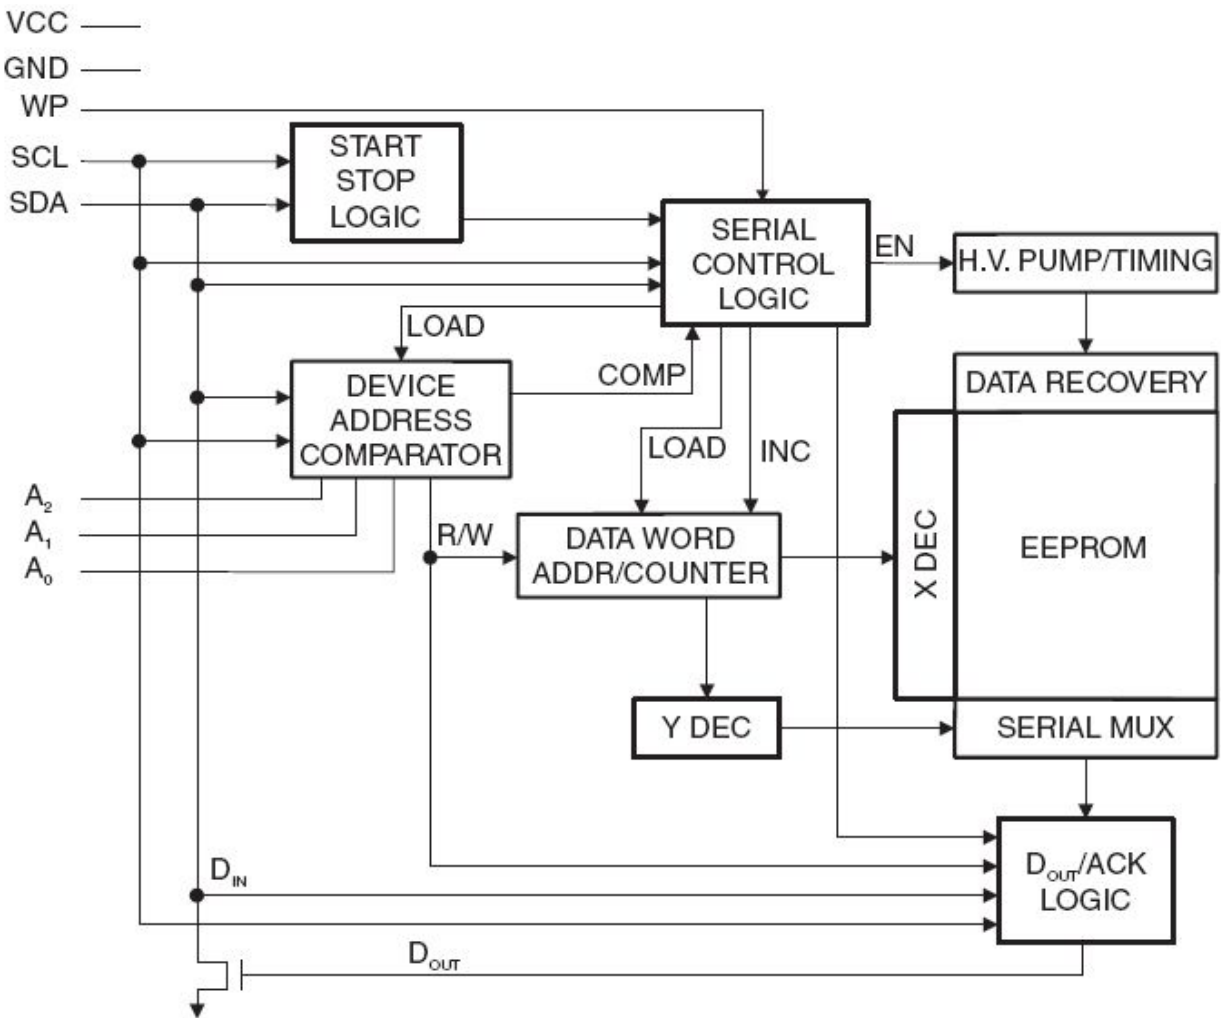 VCC
GND
WP
SCL
SDA
START
STOP
LOGIC
SERIAL
CONTROL
LOGIC
EN
H.V. PUMP/TIMING
LOAD
COMP
DEVICE
ADDRESS
COMPARATOR
DATA RECOVERY
LOAD
INC
A2
A1
A0
R/W
DATA WORD
ADDR/COUNTER
X DEC
EEPROM
Y DEC
SERIAL MUX
DIN
DOUT/ACK
LOGIC
DOUT